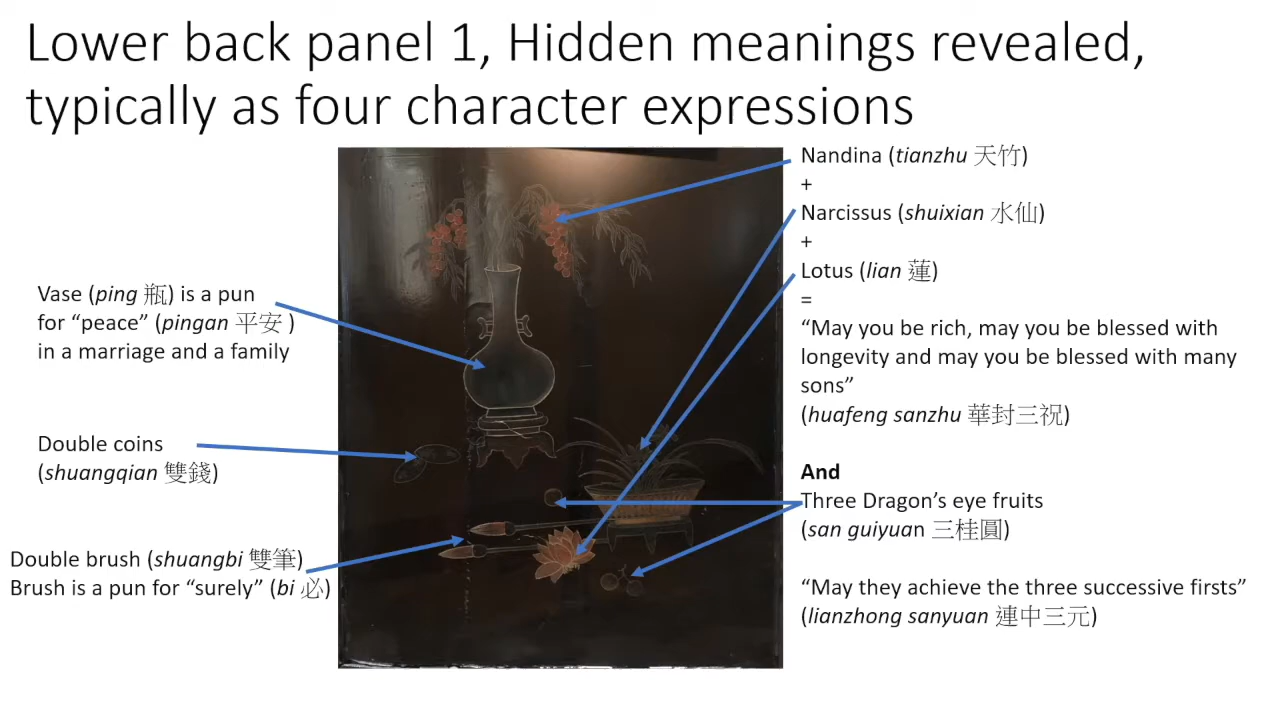 Lower back panel 1, Hidden meanings revealed,
typically as four character expressions
Vase (ping 瓶) is a pun
for “peace” (pingan 平安 )
in a marriage and a family
Double coins
(shuangqian 雙錢)
Double brush (shuangbi 雙筆)
Brush is a pun for “surely” (bi 必)
Nandina (tianzhu 天竹)
+
Narcissus (shuixian 水仙)
+
Lotus (lian 蓮)
=
“May you be rich, may you be blessed with
longevity and may you be blessed with many
sons”
(huafeng sanzhu 華封三祝)
And
Three Dragon’s eye fruits
(san guiyuan 三桂圓)
“May they achieve the three successive firsts”
(lianzhong sanyuan 連中三元)